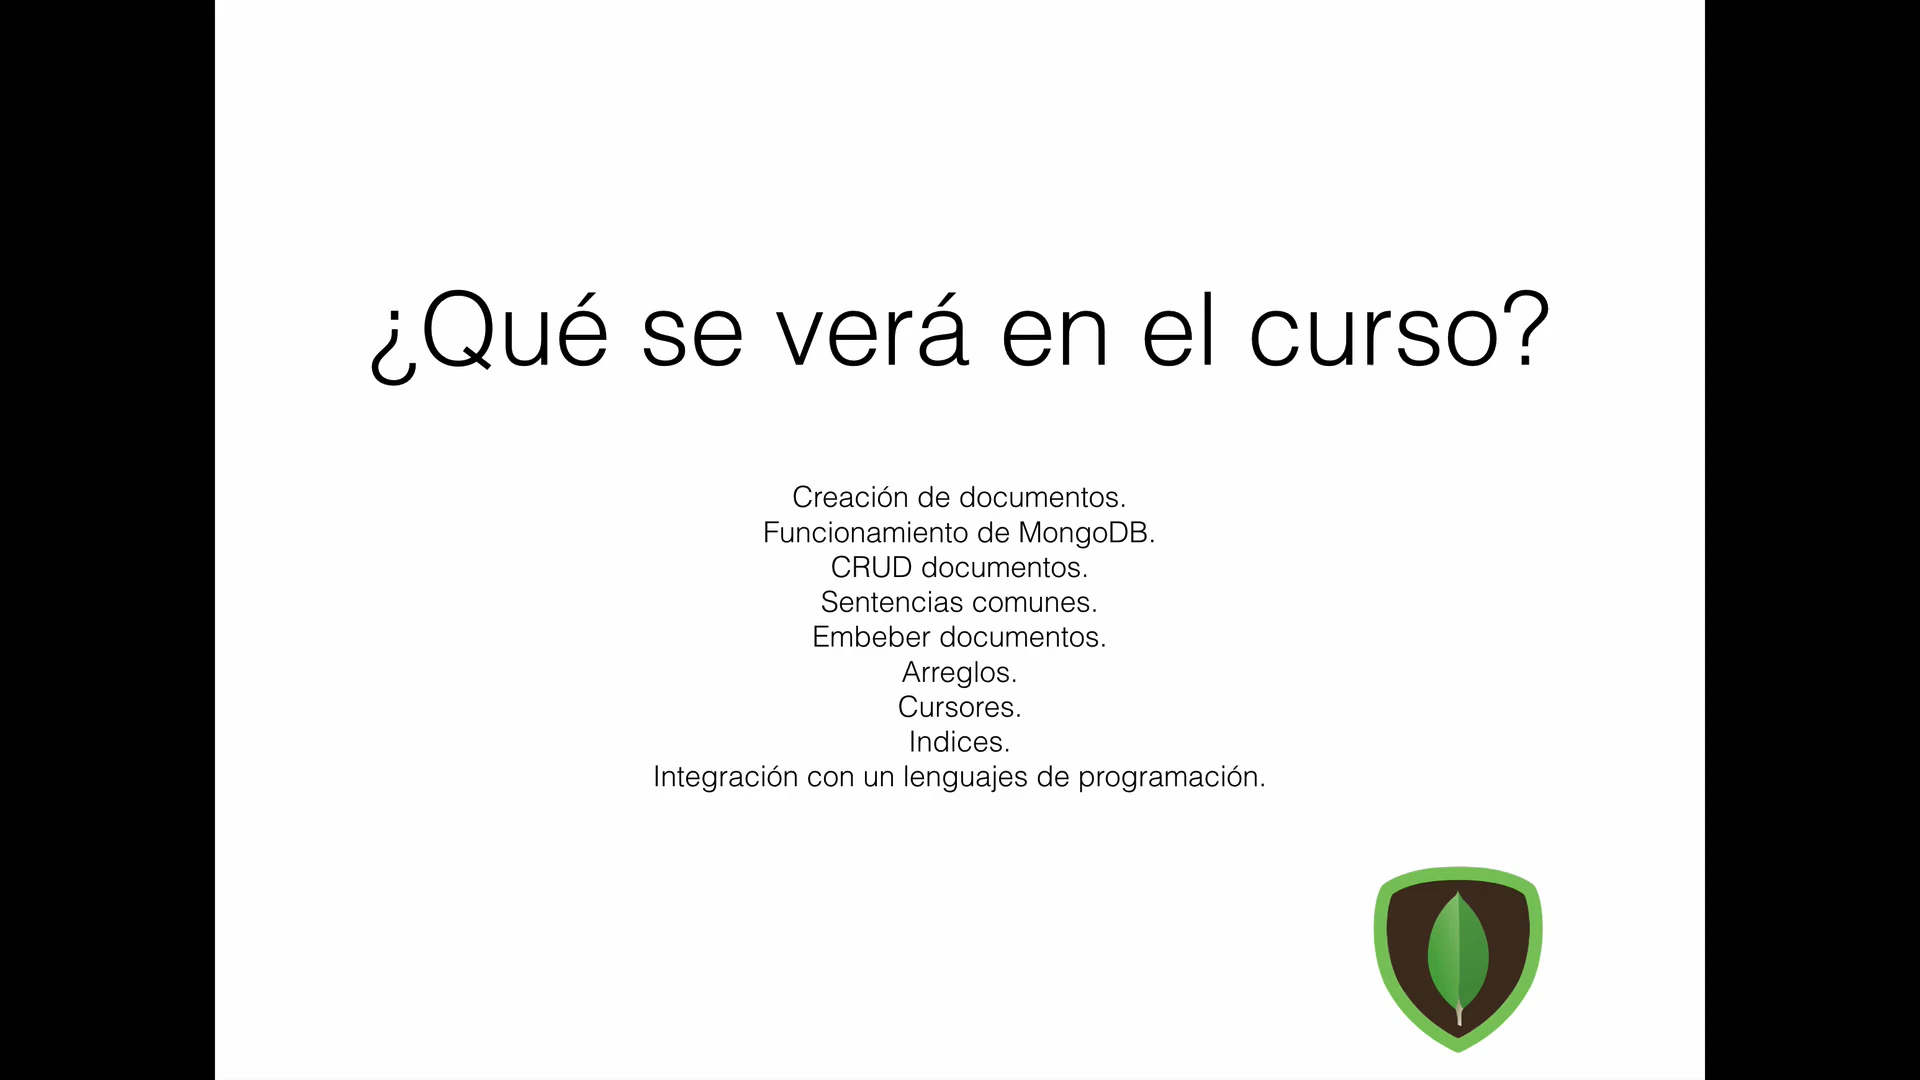 ¿Qué se verá en el curso?
Creación de documentos.
Funcionamiento de MongoDB.
CRUD documentos.
Sentencias comunes.
Embeber documentos.
Arreglos.
Cursores.
Indices.
Integración con un lenguajes de programación.